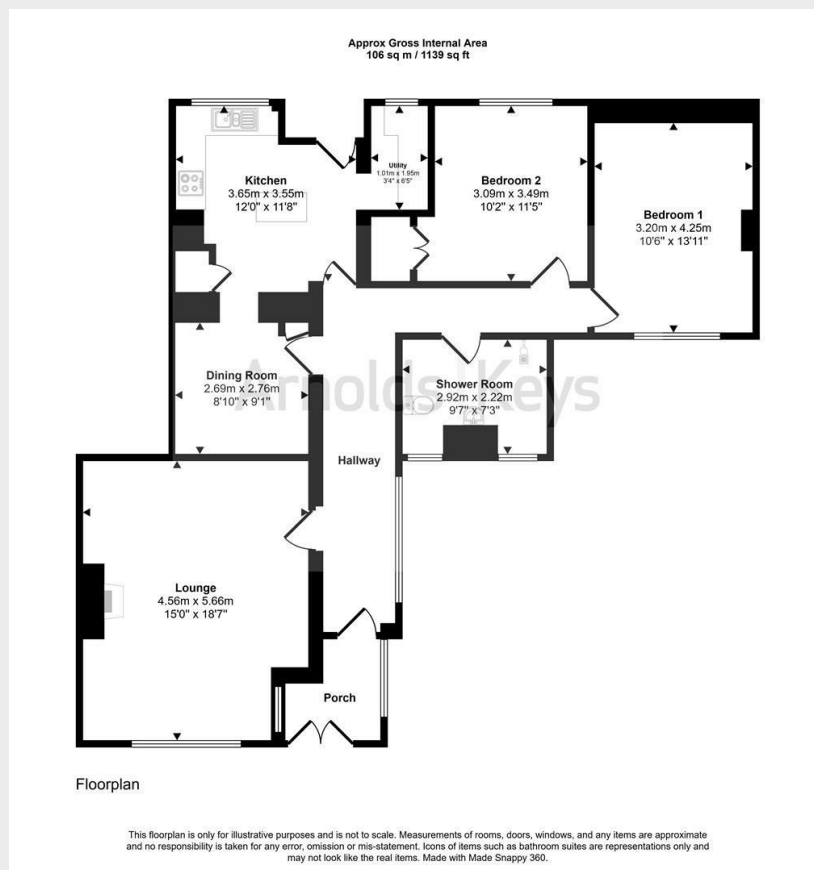 Approx Gross Internal Area
106 sq m / 1139 sq ft
Kitchen
3.65m x 3.55m
12'0" x 11'8"
Utility
1.01m x 1.95m
3'4" x 6'5"
Bedroom 2
3.09m x 3.49m
10'2" x 11'5"
Bedroom 1
3.20m x 4.25m
10'6" x 13'11"
Dining Room
2.69m x 2.76m
8'10" x 9'1"
Shower Room
2.92m x 2.22m
9'7" x 7'3"
Arnolds Keys
Hallway
Lounge
4.56m x 5.66m
15'0" x 18'7"
Porch
Floorplan
This floorplan is only for illustrative purposes and is not to scale. Measurements of rooms, doors, windows, and any items are approximate
and no responsibility is taken for any error, omission or mis-statement. Icons of items such as bathroom suites are representations only and
may not look like the real items. Made with Made Snappy 360.